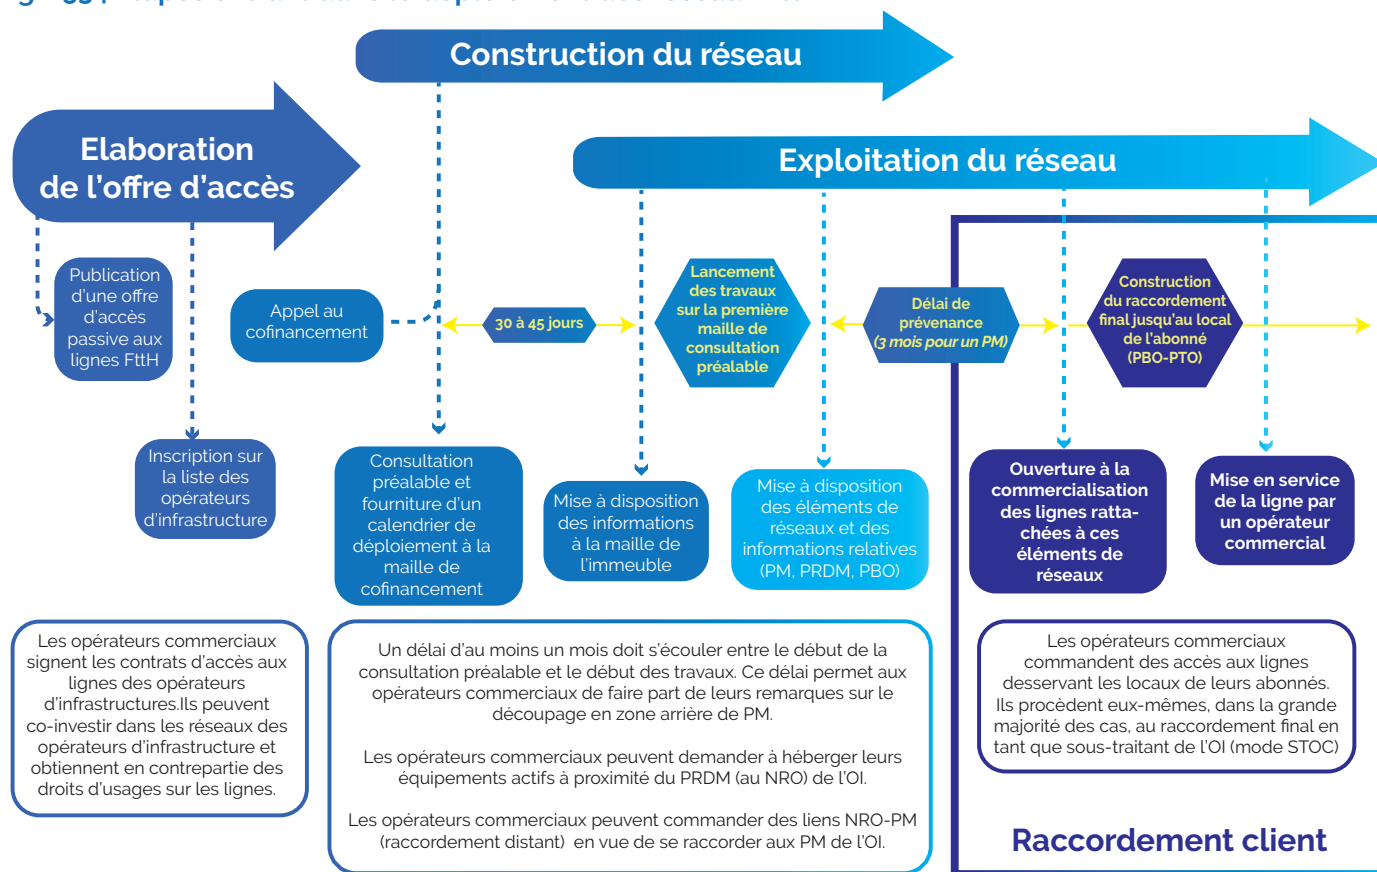 Construction du réseau
Elaboration
de l'offre d'accès
Exploitation du réseau
Publication
d'une offre
d'accès
passive aux
lignes FttH
Appel au
cofinancement
30 à 45 jours
Lancement
des travaux
sur la première
maille de
consultation
préalable
Délai de
prévenance
(3 mois pour un PM)
Construction
du raccordement
final jusqu'au local
de l'abonné
(PBO-PTO)
Inscription sur
la liste des
opérateurs
d'infrastructure
Consultation
préalable et
fourniture d'un
calendrier de
déploiement à la
maille de
cofinancement
Mise à disposition
des informations
à la maille de
l'immeuble
Mise à disposition
des éléments de
réseaux et des
informations relatives
(PM, PRDM, PBO)
Ouverture à la
commercialisation
des lignes ratta-
chées à ces
éléments de
réseaux
Mise en service
de la ligne par
un opérateur
commercial
Les opérateurs commerciaux
signent les contrats d'accès aux
lignes des opérateurs
d'infrastructures.Ils peuvent
co-investir dans les réseaux des
opérateurs d'infrastructure et
obtiennent en contrepartie des
droits d'usages sur les lignes.
Un délai d'au moins un mois doit s'écouler entre le début de la
consultation préalable et le début des travaux. Ce délai permet aux
opérateurs commerciaux de faire part de leurs remarques sur le
découpage en zone arrière de PM.
Les opérateurs commerciaux peuvent demander à héberger leurs
équipements actifs à proximité du PRDM (au NRO) de l'OI.
Les opérateurs commerciaux peuvent commander des liens NRO-PM
(raccordement distant) en vue de se raccorder aux PM de l'OI.
Les opérateurs commerciaux
commandent des accès aux lignes
desservant les locaux de leurs abonnés.
Ils procèdent eux-mêmes, dans la grande
majorité des cas, au raccordement final en
tant que sous-traitant de l'OI (mode STOC)
Raccordement client